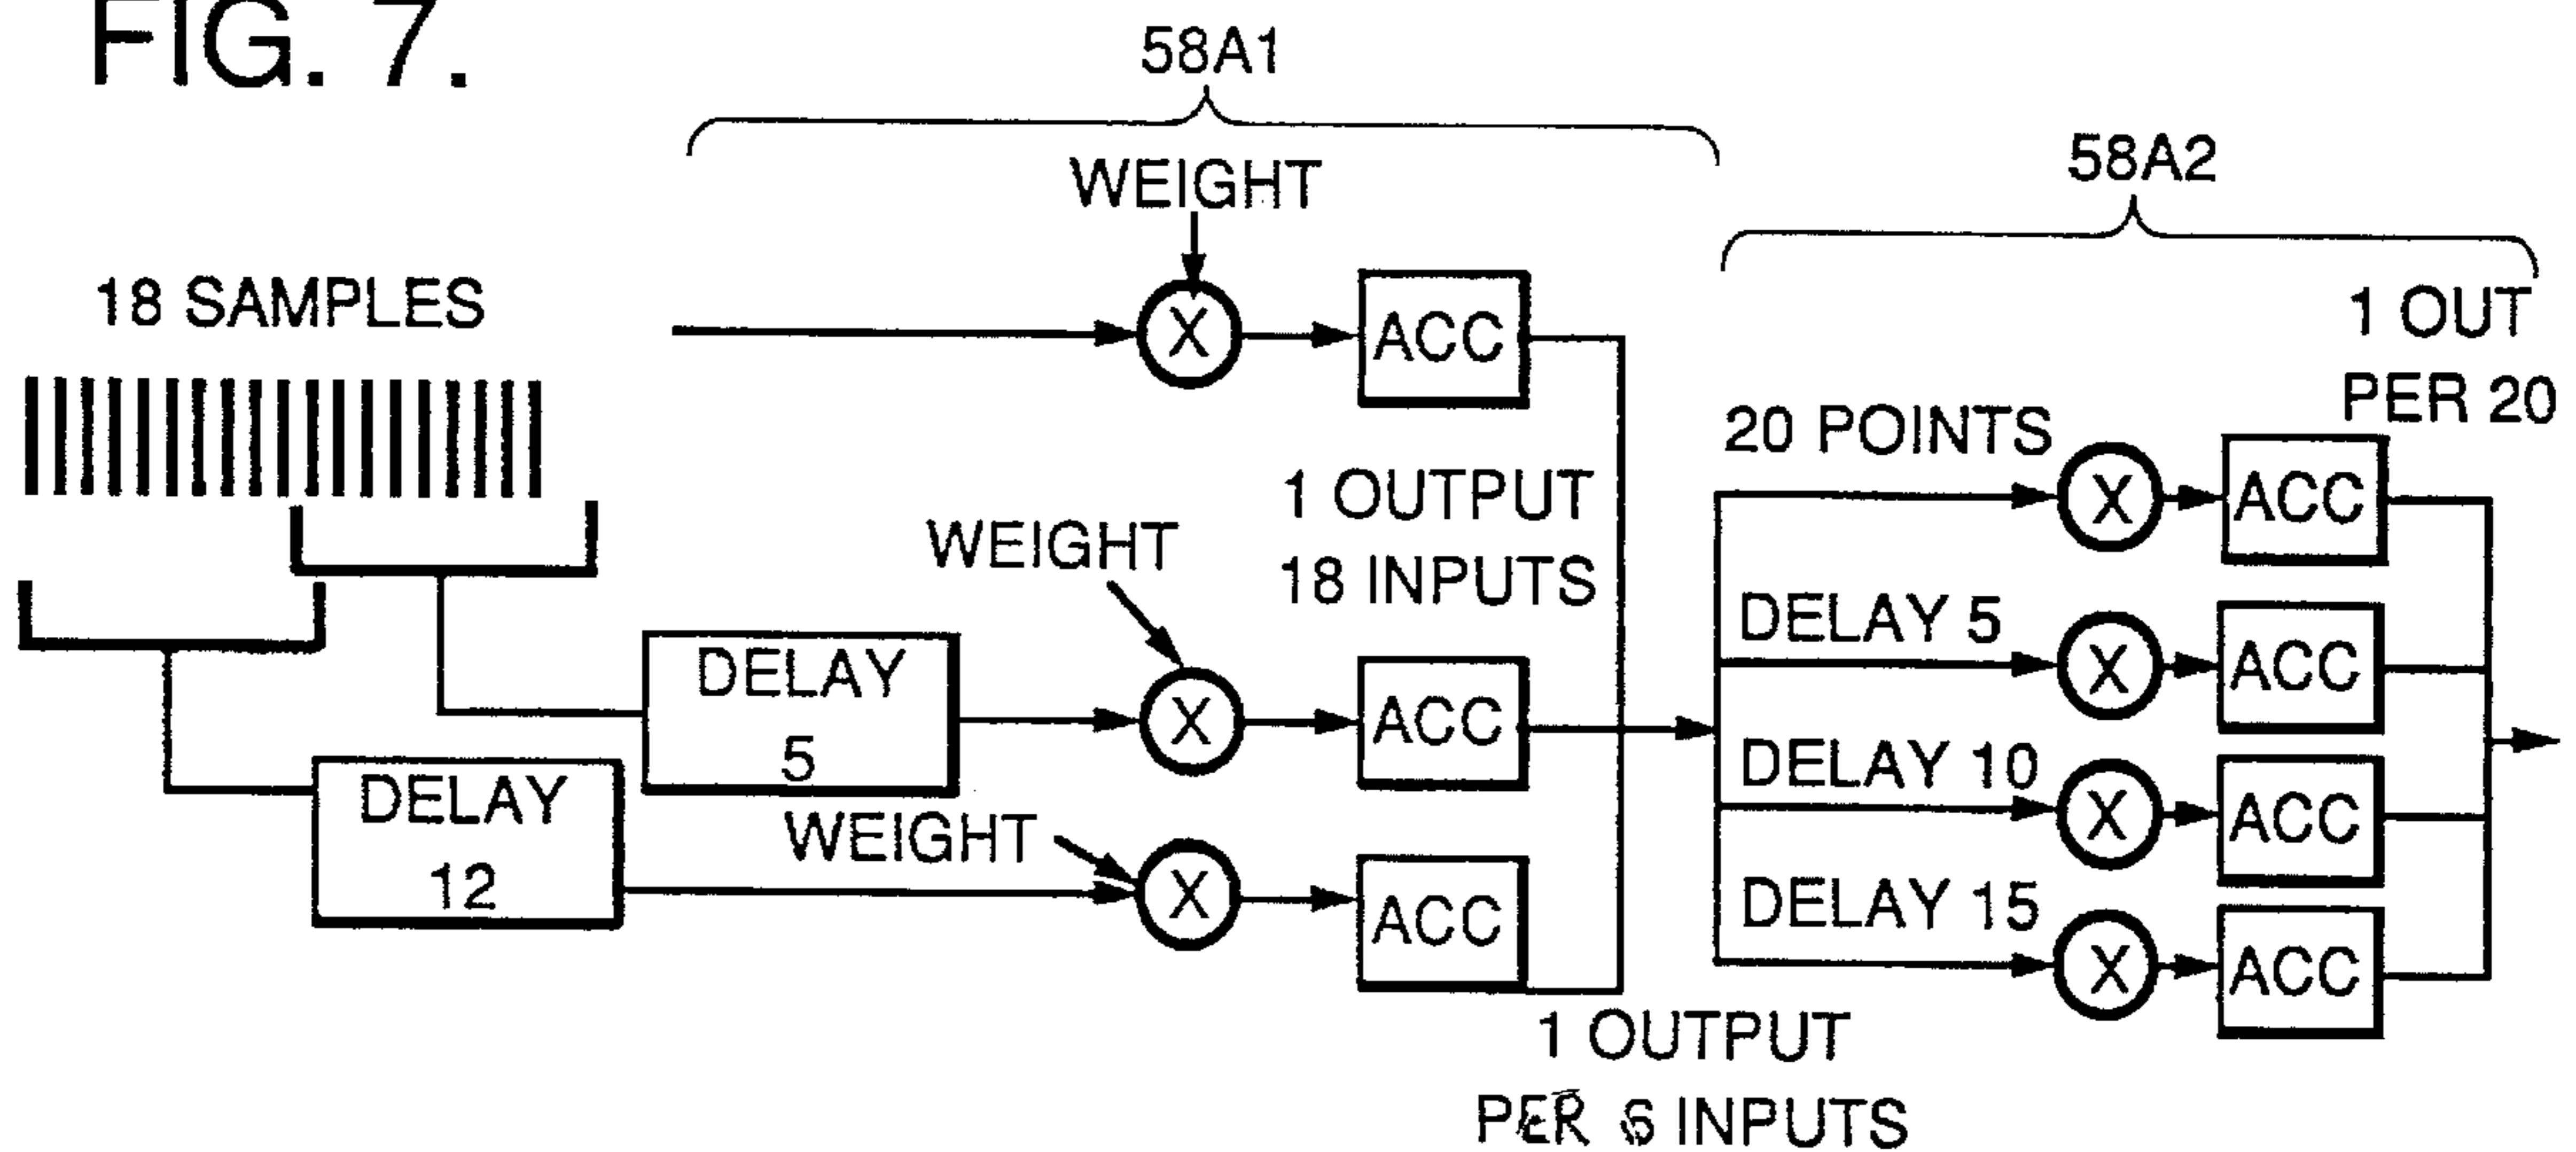 FIG. 7.
58A1
WEIGHT
58A2
18 SAMPLES
X
ACC
1 OUT
PER 20
20 POINTS
X
ACC
1 OUTPUT
18 INPUTS
WEIGHT
DELAY
5
X
ACC
DELAY 5
X
ACC
DELAY
12
WEIGHT
X
ACC
DELAY 10
X
ACC
DELAY 15
X
ACC
1 OUTPUT
PER 6 INPUTS